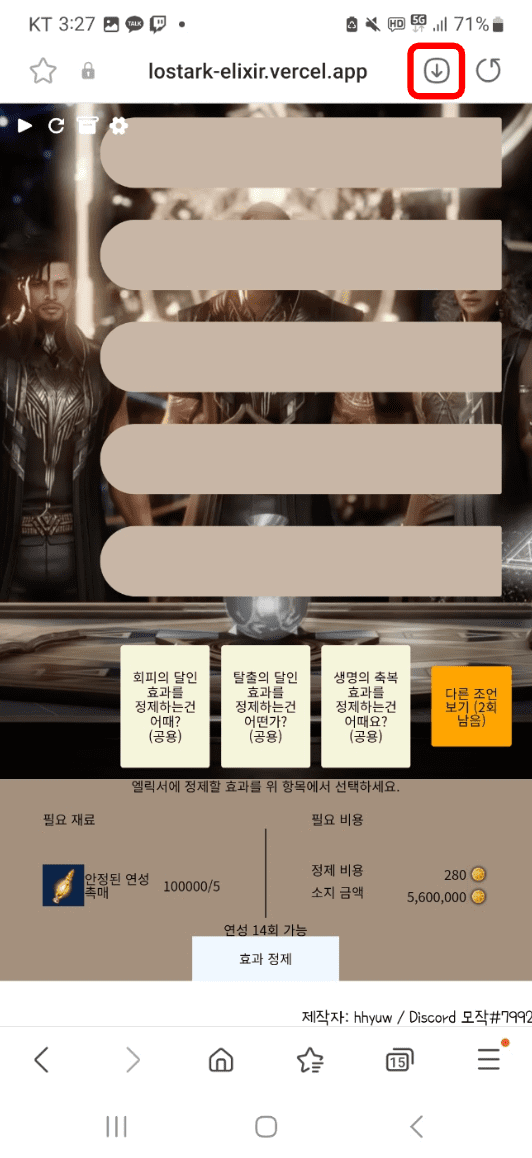 KT 3:27 TALK HD 5G 71%
lostark-elixir.vercel.app
회피의 달인
효과를
정제하는건
어때?
(공용)
탈출의 달인
효과를
정제하는건
어떤가?
(공용)
생명의 축복
효과를
정제하는건
어때요?
(공용)
다른 조언
보기 (2회
남음)
엘릭서에 정제할 효과를 위 항목에서 선택하세요.
필요 재료
안정된 연성
촉매
100000/5
필요 비용
정제 비용 280
소지 금액 5,600,000
연성 14회 가능
효과 정제
제작자: hhyuw / Discord 모작#7992
15